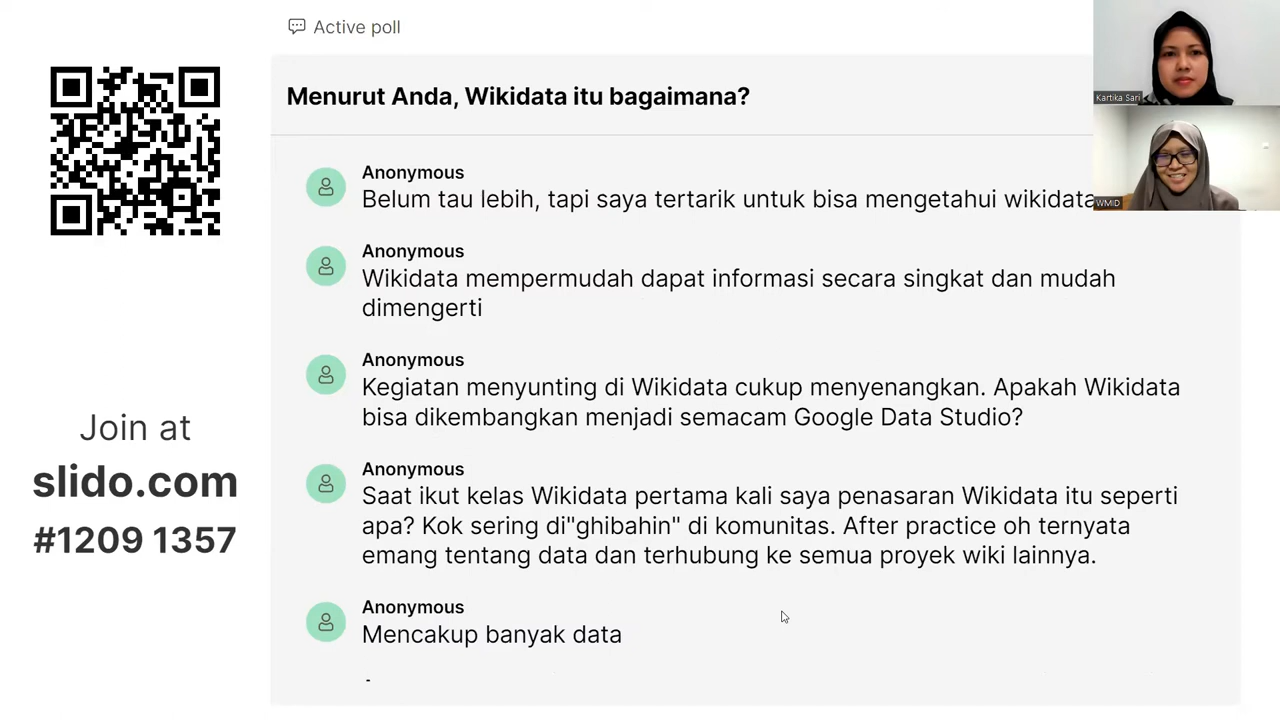 Active poll
Menurut Anda, Wikidata itu bagaimana?
Anonymous
Belum tau lebih, tapi saya tertarik untuk bisa mengetahui wikidata
Anonymous
Wikidata mempermudah dapat informasi secara singkat dan mudah
dimengerti
Anonymous
Kegiatan menyunting di Wikidata cukup menyenangkan. Apakah Wikidata
bisa dikembangkan menjadi semacam Google Data Studio?
Anonymous
Saat ikut kelas Wikidata pertama kali saya penasaran Wikidata itu seperti
apa? Kok sering di"ghibahin" di komunitas. After practice oh ternyata
emang tentang data dan terhubung ke semua proyek wiki lainnya.
Anonymous
Mencakup banyak data
Join at
slido.com
#1209 1357
Kartika Sari
WMID